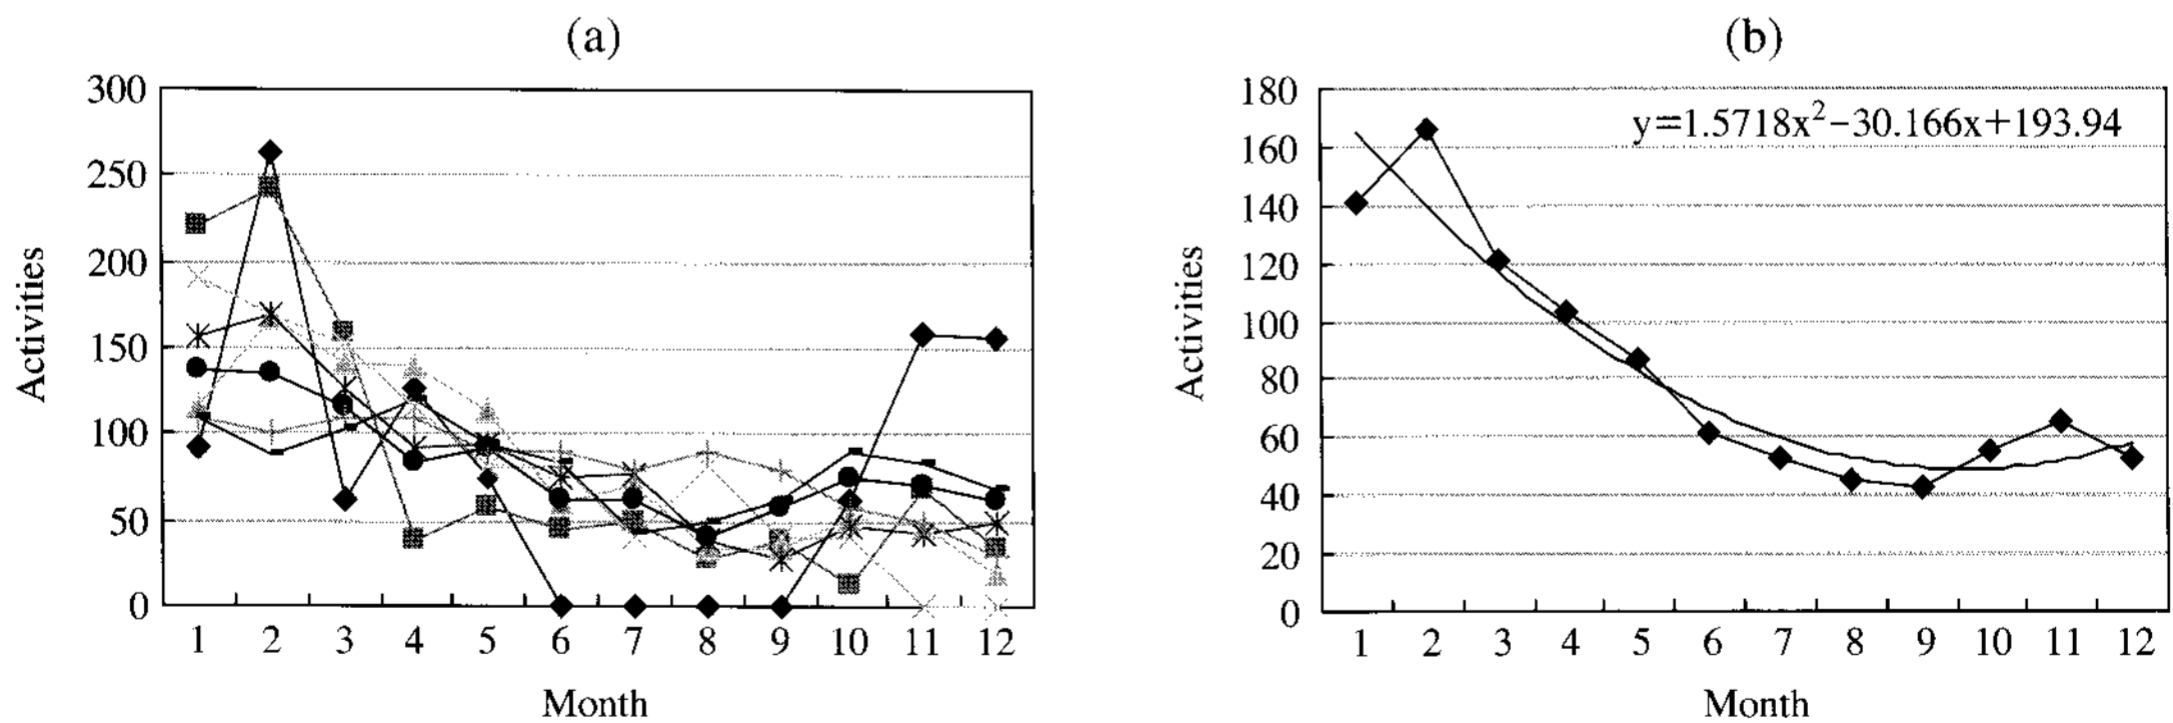 (a)
300
250
200
150
100
50
0
Activities
1 2 3 4 5 6 7 8 9 10 11 12
Month
(b)
180
160
140
120
100
80
60
40
20
0
Activities
y=1.5718x²−30.166x+193.94
1 2 3 4 5 6 7 8 9 10 11 12
Month